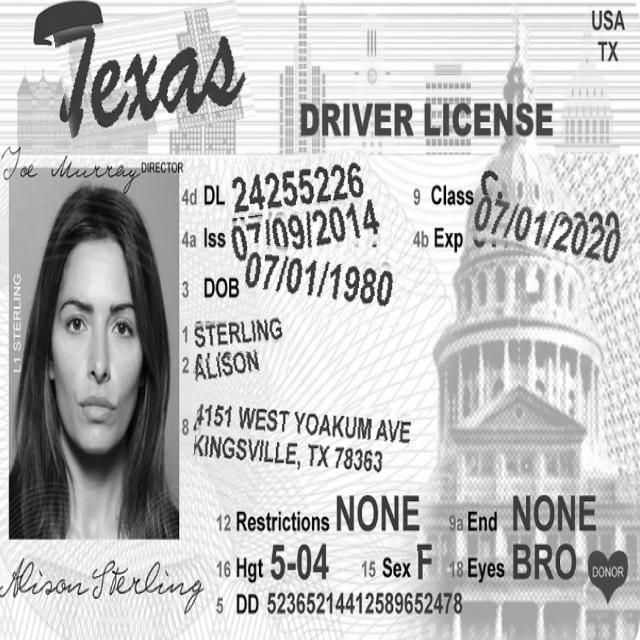 Texas
USA
TX
DRIVER LICENSE
Joe Murray DIRECTOR
4d DL 24255226
9 Class C
4a Iss 07/09/2014
4b Exp 07/01/2020
3 DOB 07/01/1980
L1 STERLING
1 STERLING
2 ALISON
8 4151 WEST YOAKUM AVE
KINGSVILLE, TX 78363
12 Restrictions NONE 9a End NONE
16 Hgt 5-04 15 Sex F 18 Eyes BRO
DONOR
Alison Sterling
5 DD 52365214412589652478